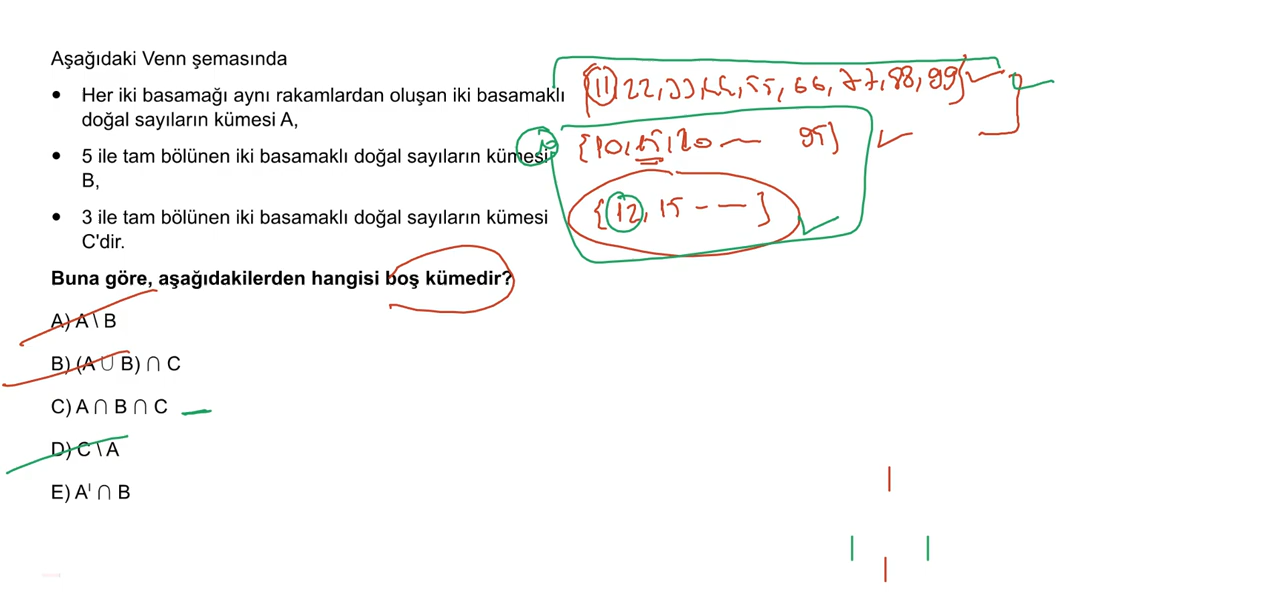 Aşağıdaki Venn şemasında
{11, 22, 33, 44, 55, 66, 77, 88, 99}
• Her iki basamağı aynı rakamlardan oluşan iki basamaklı
doğal sayıların kümesi A,
{10, 15, 20 — 95}
• 5 ile tam bölünen iki basamaklı doğal sayıların kümesi
B,
{12, 15 - — }
• 3 ile tam bölünen iki basamaklı doğal sayıların kümesi
C'dir.
Buna göre, aşağıdakilerden hangisi boş kümedir?
A) A \ B
B) (A ∪ B) ∩ C
C) A ∩ B ∩ C
D) C \ A
E) A' ∩ B